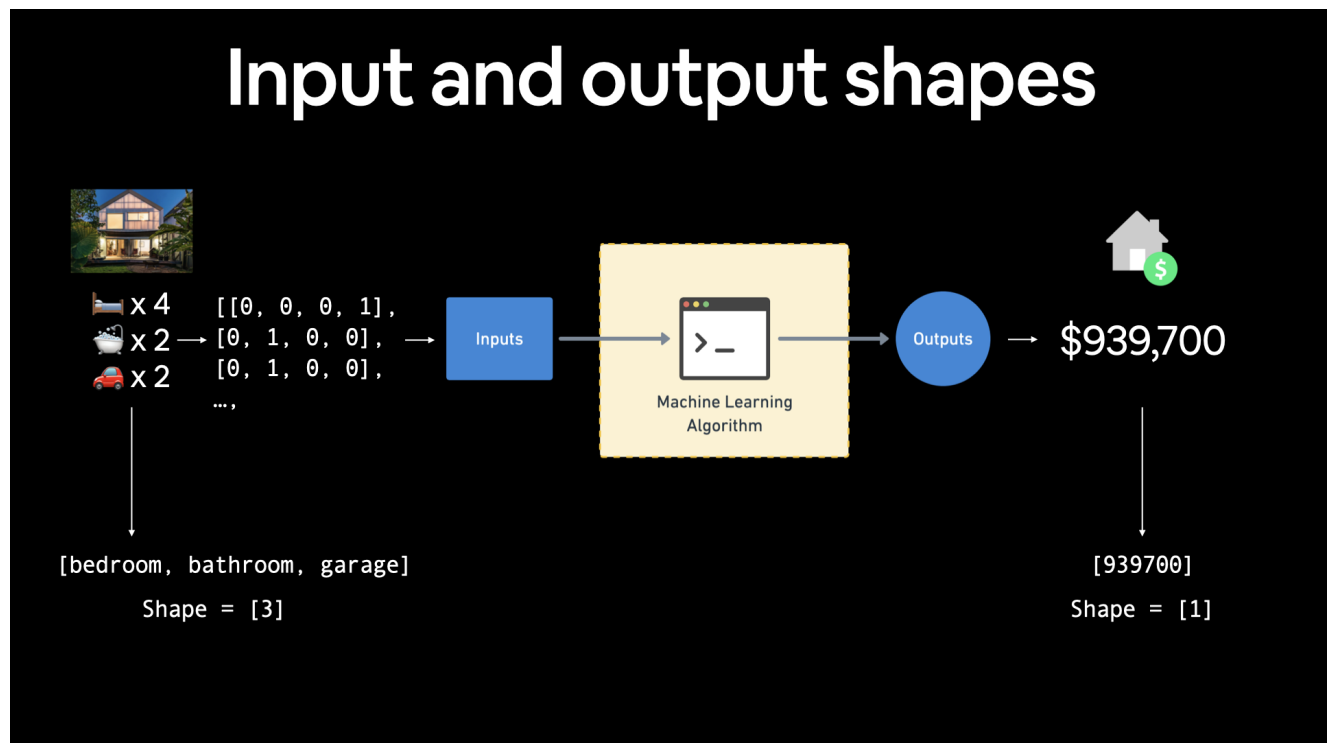 Input and output shapes
x 4
x 2
x 2
[[0, 0, 0, 1],
[0, 1, 0, 0],
[0, 1, 0, 0],
…,
Inputs
Machine Learning
Algorithm
Outputs
$
$939,700
[bedroom, bathroom, garage]
Shape = [3]
[939700]
Shape = [1]